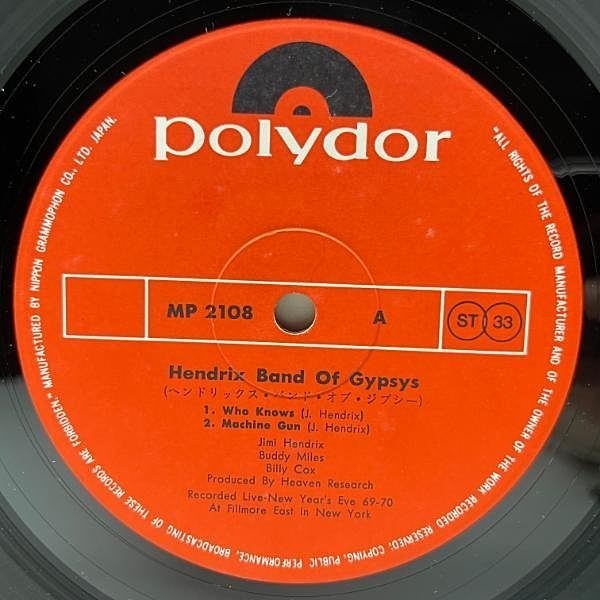 polydor
MP 2108 A ST 33
Hendrix Band Of Gypsys
(ヘンドリックス・バンド・オブ・ジプシー)
1. Who Knows (J. Hendrix)
2. Machine Gun (J. Hendrix)
Jimi Hendrix
Buddy Miles
Billy Cox
Produced By Heaven Research
Recorded Live-New Year's Eve 69-70
At Fillmore East In New York
"ALL RIGHTS OF THE RECORD MANUFACTURER AND OF THE OWNER OF THE WORK RECORDED RESERVED. COPYING, PUBLIC PERFORMANCE, BROADCASTING OF THESE RECORDS ARE FORBIDDEN" MANUFACTURED BY NIPPON GRAMMOPHON CO., LTD. JAPAN.